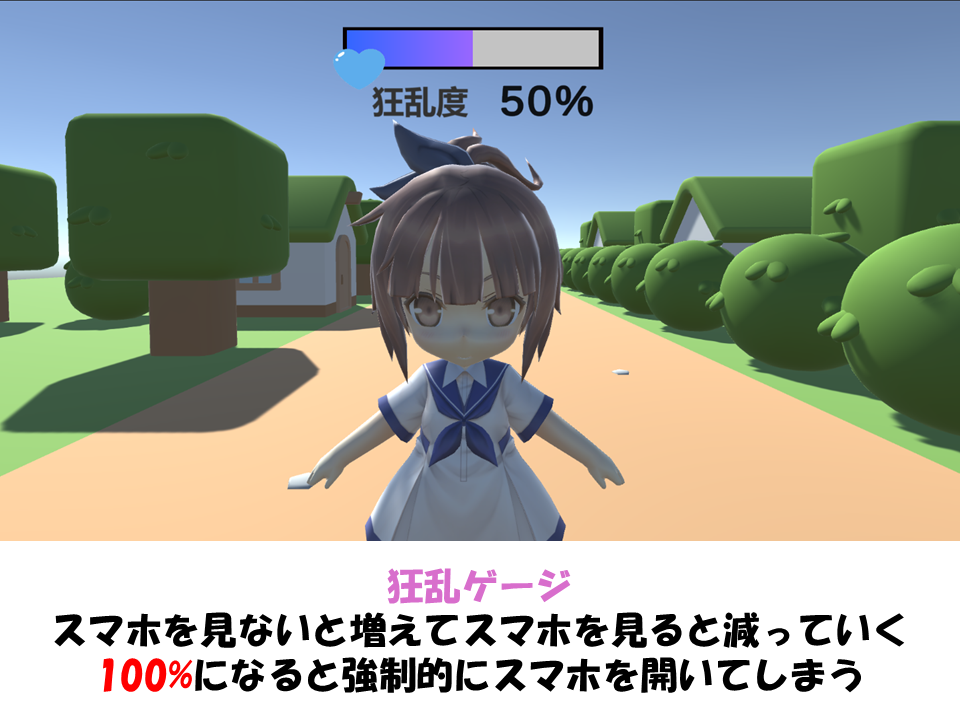 狂乱度 50%
狂乱ゲージ
スマホを見ないと増えてスマホを見ると減っていく
100%になると強制的にスマホを開いてしまう